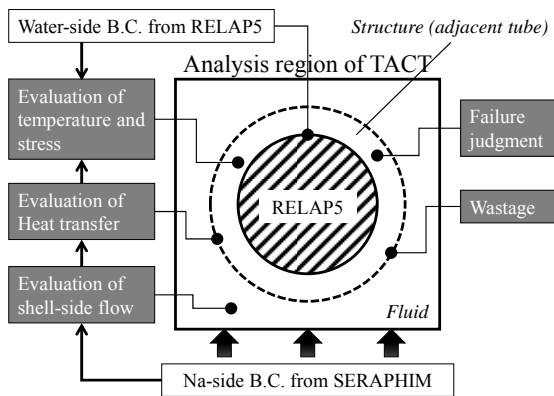 Water-side B.C. from RELAP5
Structure (adjacent tube)
Analysis region of TACT
Evaluation of
temperature and
stress
Failure
judgment
RELAP5
Evaluation of
Heat transfer
Wastage
Evaluation of
shell-side flow
Fluid
Na-side B.C. from SERAPHIM